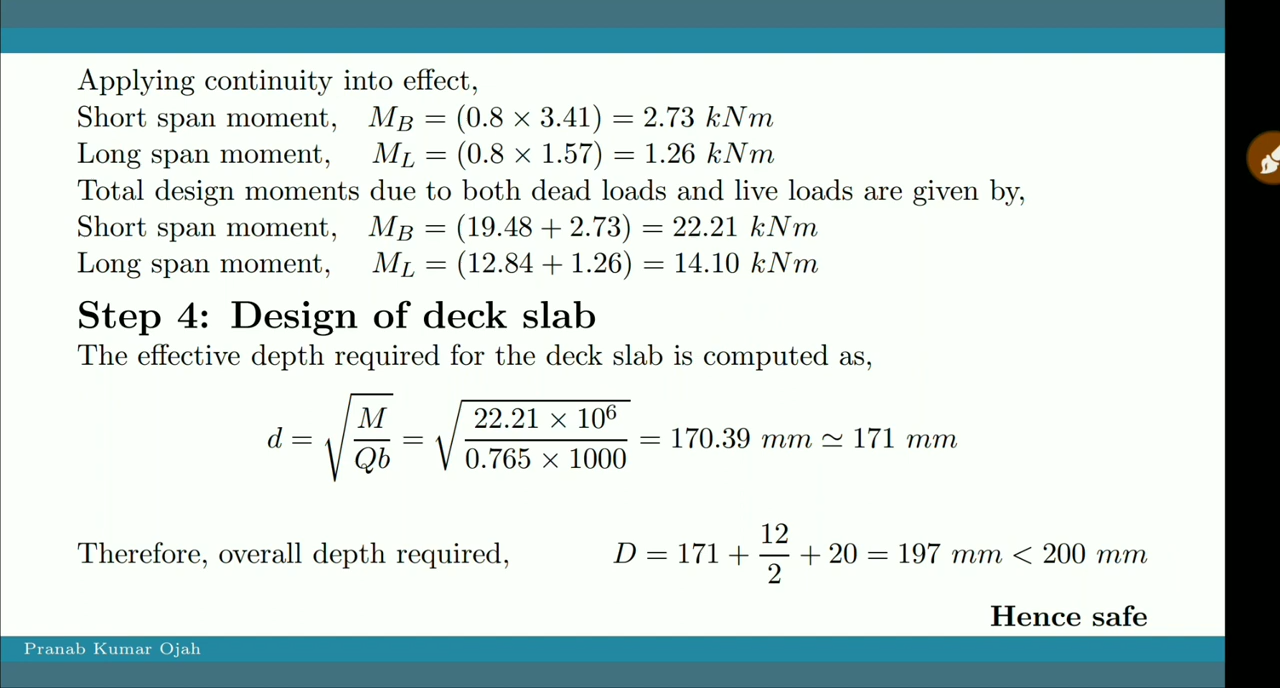 Applying continuity into effect,
Short span moment, M_B = (0.8 × 3.41) = 2.73 kNm
Long span moment, M_L = (0.8 × 1.57) = 1.26 kNm
Total design moments due to both dead loads and live loads are given by,
Short span moment, M_B = (19.48 + 2.73) = 22.21 kNm
Long span moment, M_L = (12.84 + 1.26) = 14.10 kNm
Step 4: Design of deck slab
The effective depth required for the deck slab is computed as,
d = √(M/Qb) = √((22.21 × 10⁶)/(0.765 × 1000)) = 170.39 mm ≃ 171 mm
Therefore, overall depth required, D = 171 + 12/2 + 20 = 197 mm < 200 mm
Hence safe
Pranab Kumar Ojah